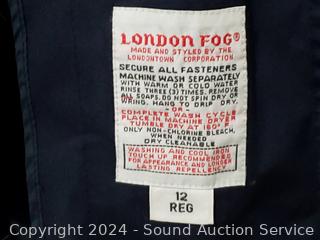 LONDON FOG®
MADE AND STYLED BY THE
LONDONTOWN CORPORATION
SECURE ALL FASTENERS
MACHINE WASH SEPARATELY
WITH WARM OR COLD WATER
RINSE THREE (3) TIMES. REMOVE
ALL SOAPS. DO NOT SPIN DRY OR
WRING. HANG TO DRIP DRY.
- OR -
COMPLETE WASH CYCLE
PLACE IN MACHINE DRYER
TUMBLE DRY AT 160°F
ONLY NON-CHLORINE BLEACH,
WHEN NEEDED
DRY CLEANABLE
WASHING AND COOL IRON
TOUCH UP RECOMMENDED
FOR APPEARANCE AND LONGER
LASTING REPELLENCY.
12
REG
Copyright 2024 - Sound Auction Service